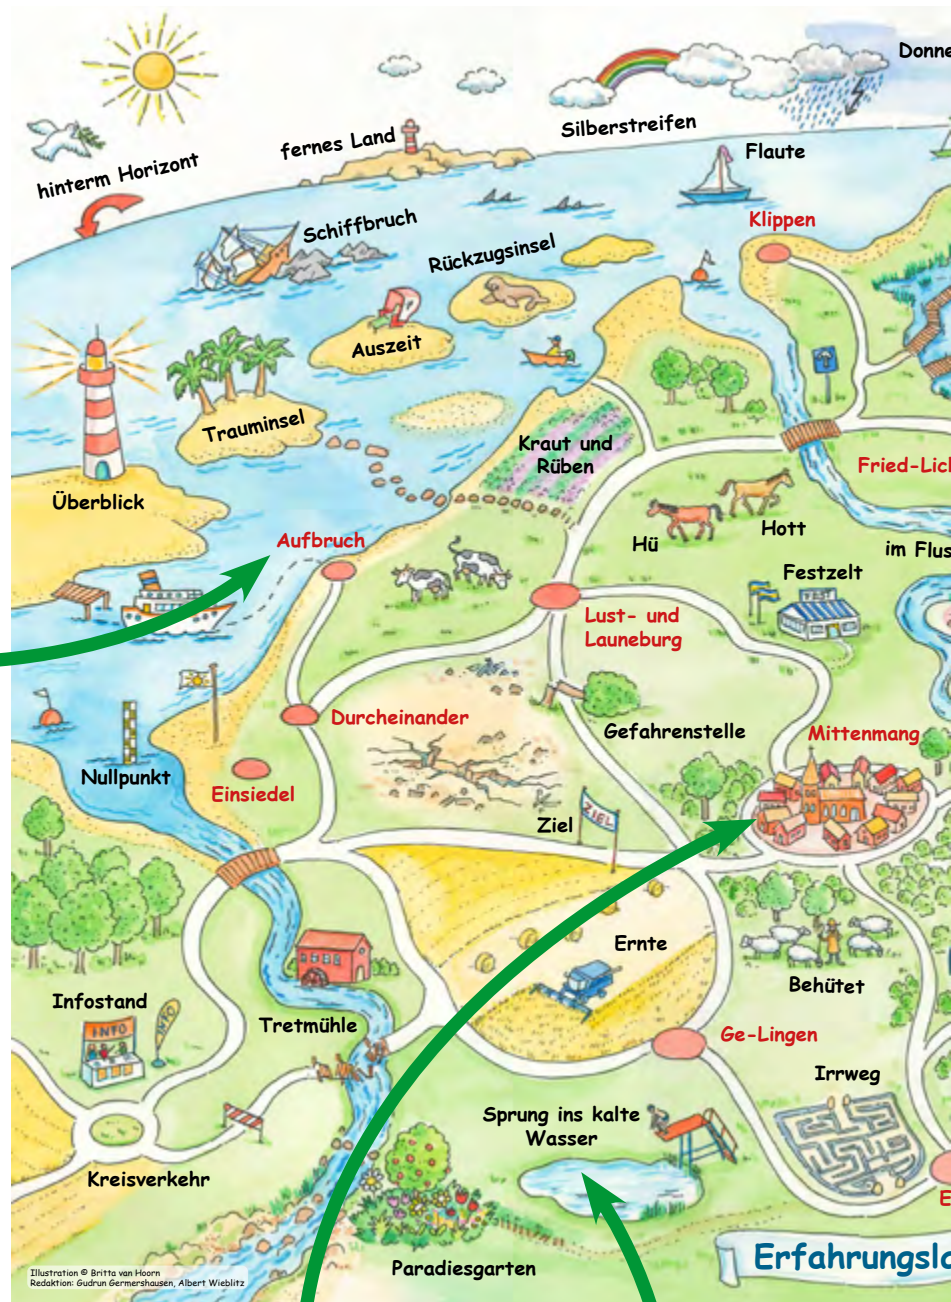 Donne
Silberstreifen
fernes Land
hinterm Horizont
Flaute
Klippen
Schiffbruch
Rückzugsinsel
Auszeit
Trauminsel
Kraut und
Rüben
Überblick
Fried-Lich
Hü
Hott
Aufbruch
im Flus
Festzelt
FEST
Lust- und
Launeburg
Durcheinander
Gefahrenstelle
Mittenmang
Nullpunkt
Einsiedel
Ziel
ZIEL
Ernte
Behütet
Infostand
INFO
INFO
Tretmühle
Ge-Lingen
Irrweg
Sprung ins kalte
Wasser
Kreisverkehr
E
Paradiesgarten
Erfahrungsla
Illustration © Britta van Hoorn
Redaktion: Gudrun Germershausen, Albert Wieblitz